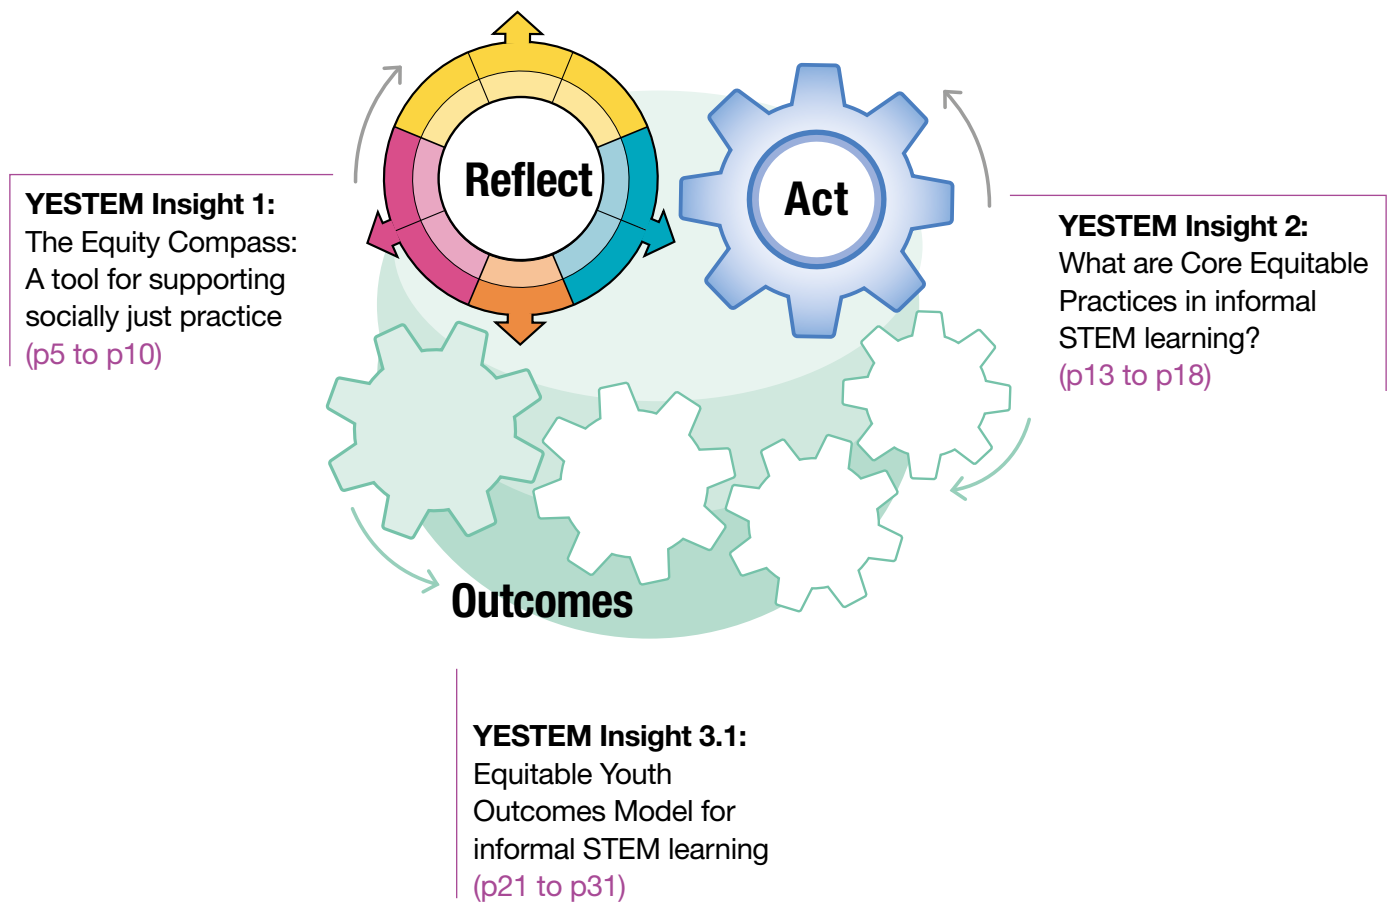 Reflect
Act
YESTEM Insight 1:
The Equity Compass:
A tool for supporting
socially just practice
(p5 to p10)
YESTEM Insight 2:
What are Core Equitable
Practices in informal
STEM learning?
(p13 to p18)
Outcomes
YESTEM Insight 3.1:
Equitable Youth
Outcomes Model for
informal STEM learning
(p21 to p31)